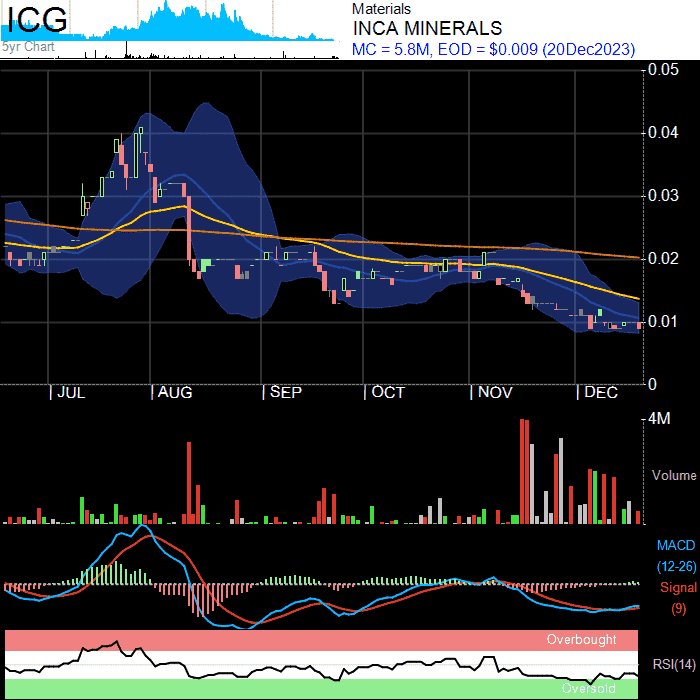 ICG
5yr Chart
Materials
INCA MINERALS
MC = 5.8M, EOD = $0.009 (20Dec2023)
0.05
0.04
0.03
0.02
0.01
0
| JUL | AUG | SEP | OCT | NOV | DEC
4M
Volume
MACD
(12-26)
Signal
(9)
Overbought
RSI(14)
Oversold